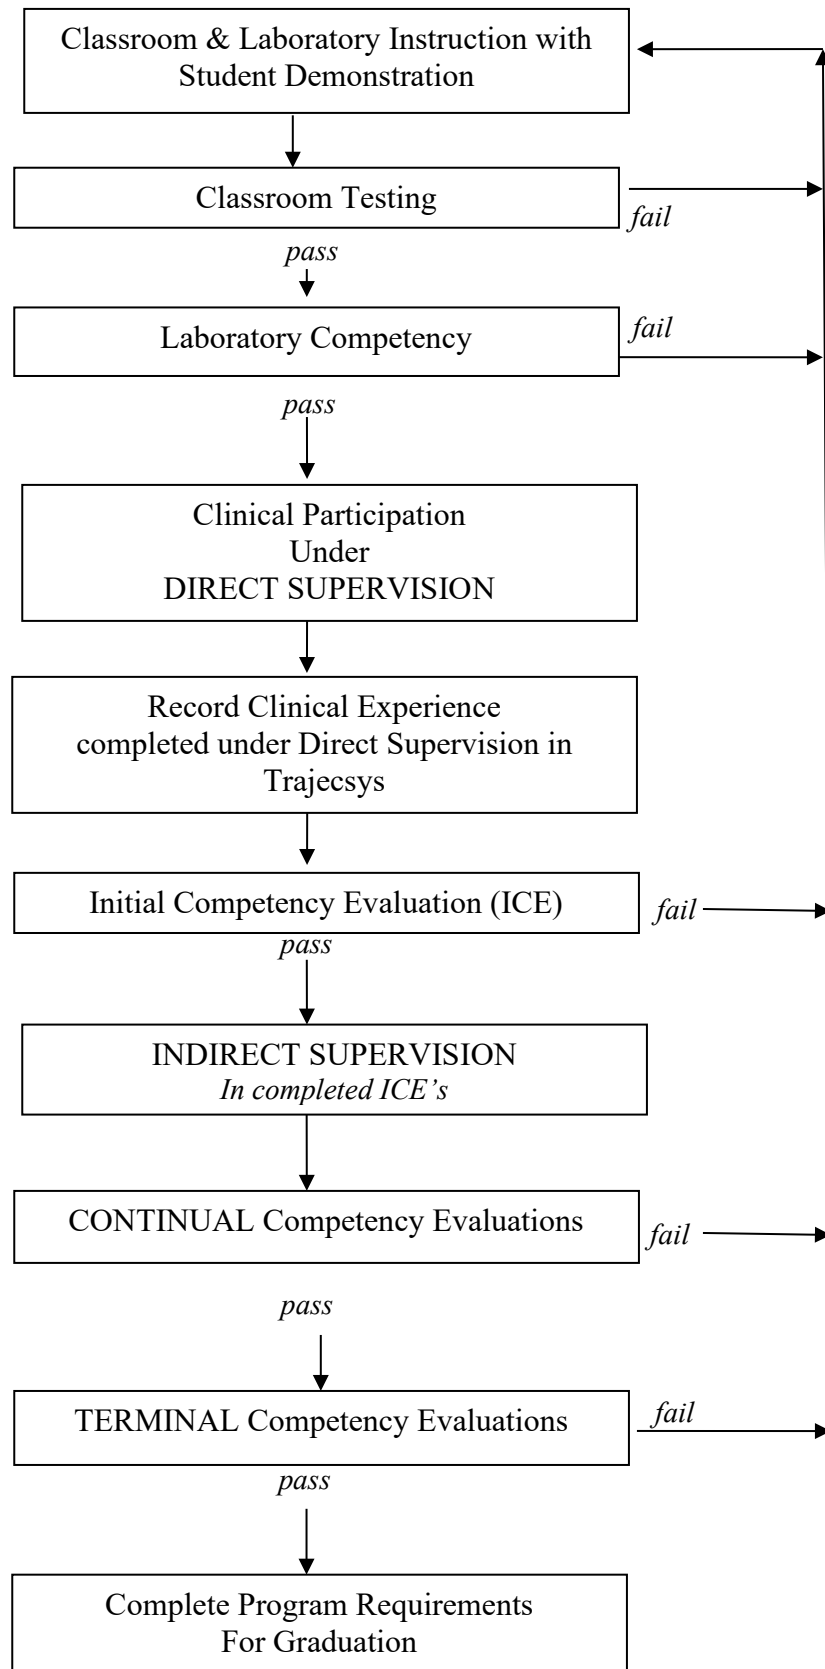 Classroom & Laboratory Instruction with
Student Demonstration
Classroom Testing
fail
pass
Laboratory Competency
fail
pass
Clinical Participation
Under
DIRECT SUPERVISION
Record Clinical Experience
completed under Direct Supervision in
Trajecsys
Initial Competency Evaluation (ICE)
fail
pass
INDIRECT SUPERVISION
In completed ICE’s
CONTINUAL Competency Evaluations
fail
pass
TERMINAL Competency Evaluations
fail
pass
Complete Program Requirements
For Graduation